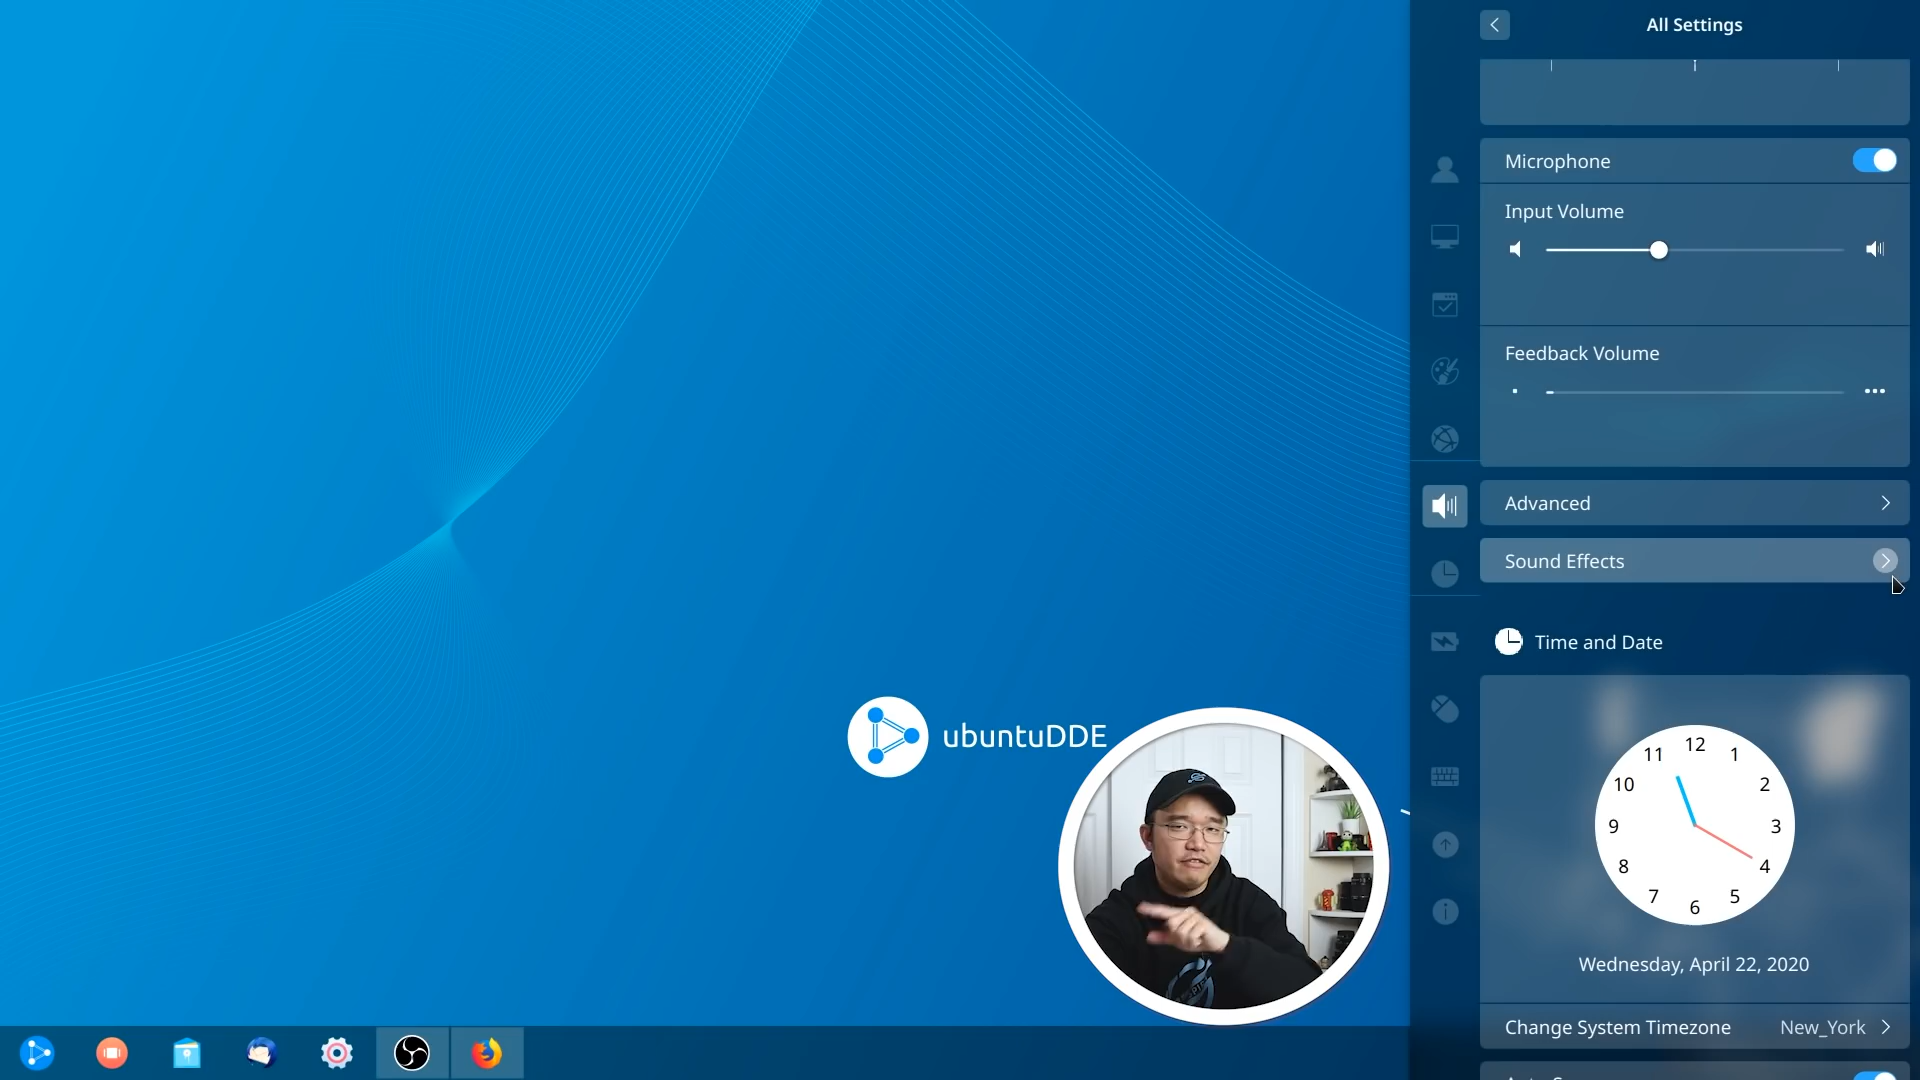 All Settings
Microphone
Input Volume
Feedback Volume
Advanced
Sound Effects
Time and Date
12
11 1
10 2
9 3
8 4
7 5
6
Wednesday, April 22, 2020
Change System Timezone New_York
ubuntuDDE